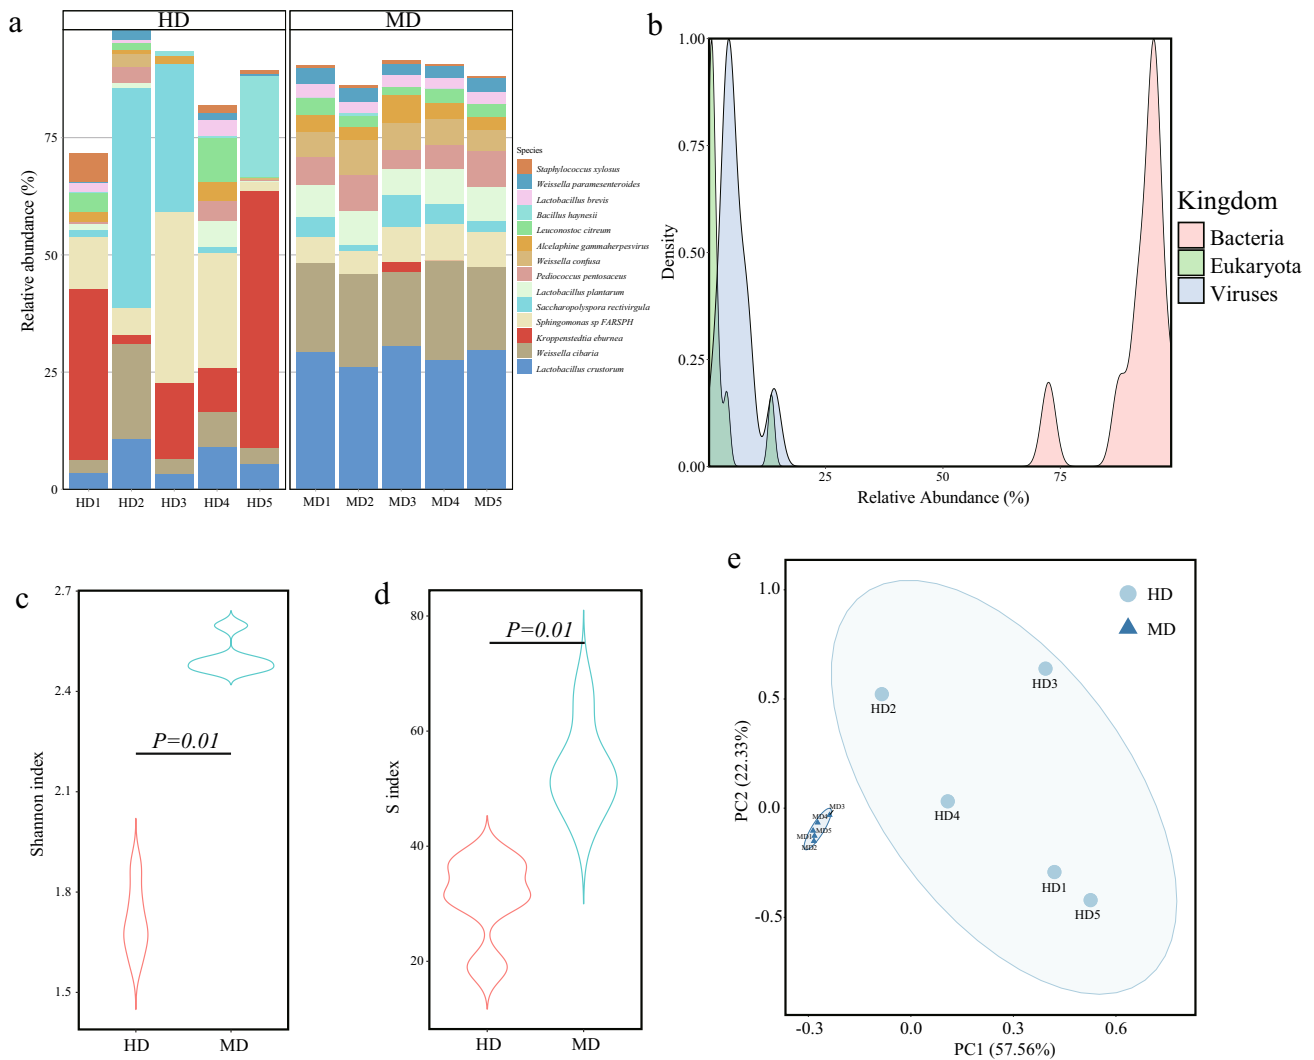 a
HD
MD
Relative abundance (%)
75
50
25
0
HD1
HD2
HD3
HD4
HD5
MD1
MD2
MD3
MD4
MD5
Species
Staphylococcus xylosus
Weissella paramesenteroides
Lactobacillus brevis
Bacillus haynesii
Leuconostoc citreum
Alcelaphine gammaherpesvirus
Weissella confusa
Pediococcus pentosaceus
Lactobacillus plantarum
Saccharopolyspora rectivirgula
Sphingomonas sp FARSPH
Kroppenstedtia eburnea
Weissella cibaria
Lactobacillus crustorum
b
1.00
0.75
0.50
0.25
0.00
Density
25
50
75
Relative Abundance (%)
Kingdom
Bacteria
Eukaryota
Viruses
c
2.7
2.4
2.1
1.8
1.5
Shannon index
P=0.01
HD
MD
d
80
60
40
20
S index
P=0.01
HD
MD
e
1.0
0.5
0.0
-0.5
PC2 (22.33%)
HD
MD
HD3
HD2
HD4
HD1
HD5
MD3
MD4
MD1
MD5
MD2
-0.3
0.0
0.3
0.6
PC1 (57.56%)